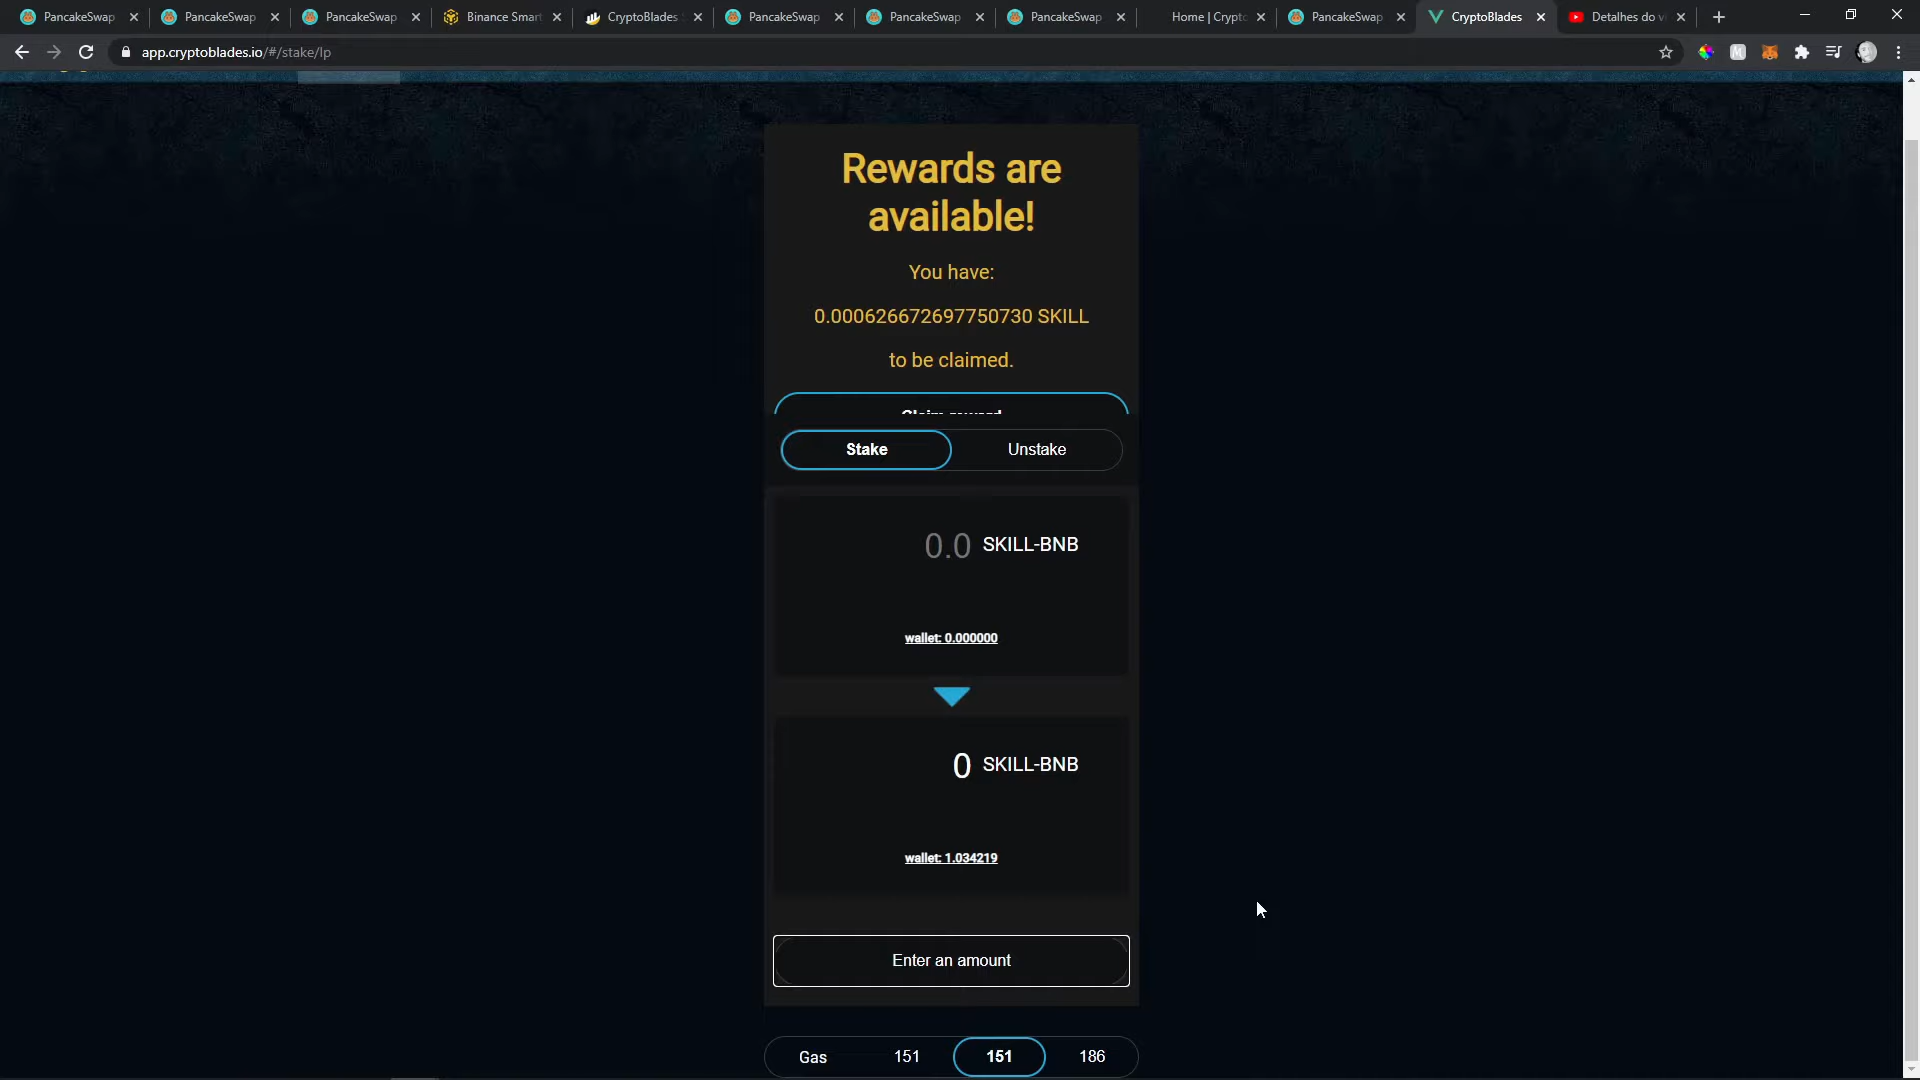 PancakeSwap
PancakeSwap
PancakeSwap
Binance Smart
CryptoBlades
PancakeSwap
PancakeSwap
PancakeSwap
Home | Crypto
PancakeSwap
CryptoBlades
Detalhes do v
app.cryptoblades.io/#/stake/lp
Rewards are
available!
You have:
0.000626672697750730 SKILL
to be claimed.
Claim reward
Stake
Unstake
0.0 SKILL-BNB
wallet: 0.000000
0 SKILL-BNB
wallet: 1.034219
Enter an amount
Gas 151 151 186